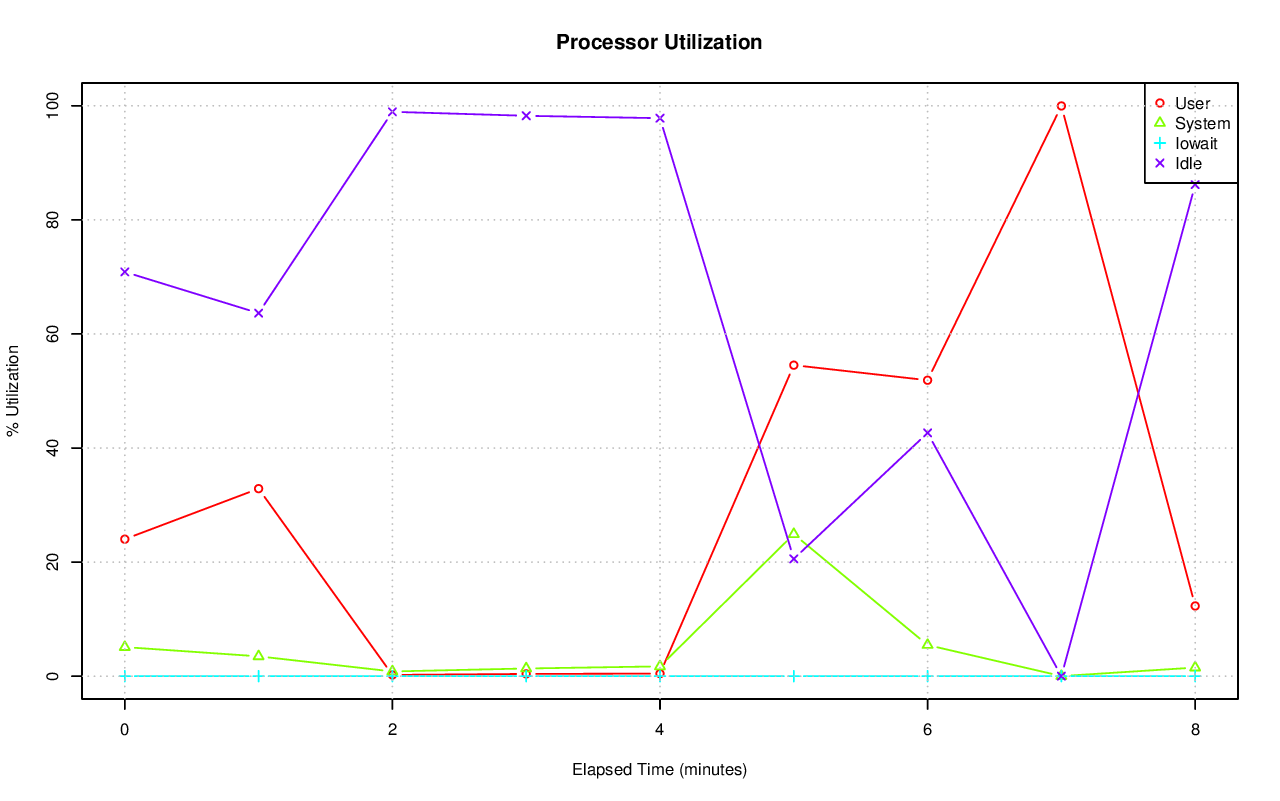 Processor Utilization
% Utilization
100
80
60
40
20
0
User
System
Iowait
Idle
0 2 4 6 8
Elapsed Time (minutes)